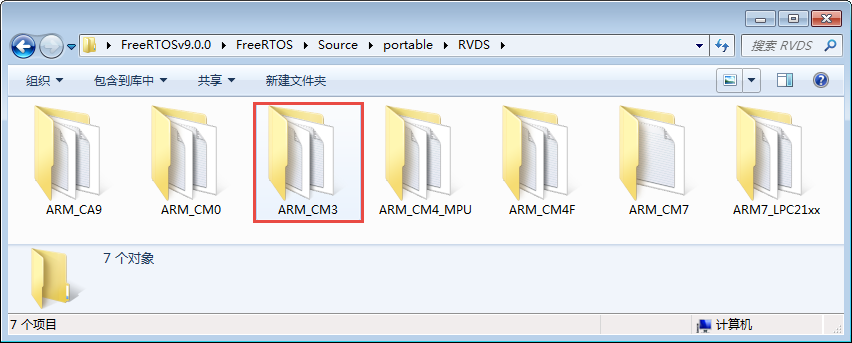 FreeRTOSv9.0.0 FreeRTOS Source portable RVDS 搜索 RVDS
组织 包含到库中 共享 新建文件夹
ARM_CA9 ARM_CM0 ARM_CM3 ARM_CM4_MPU ARM_CM4F ARM_CM7 ARM7_LPC21xx
7 个对象
7 个项目 计算机